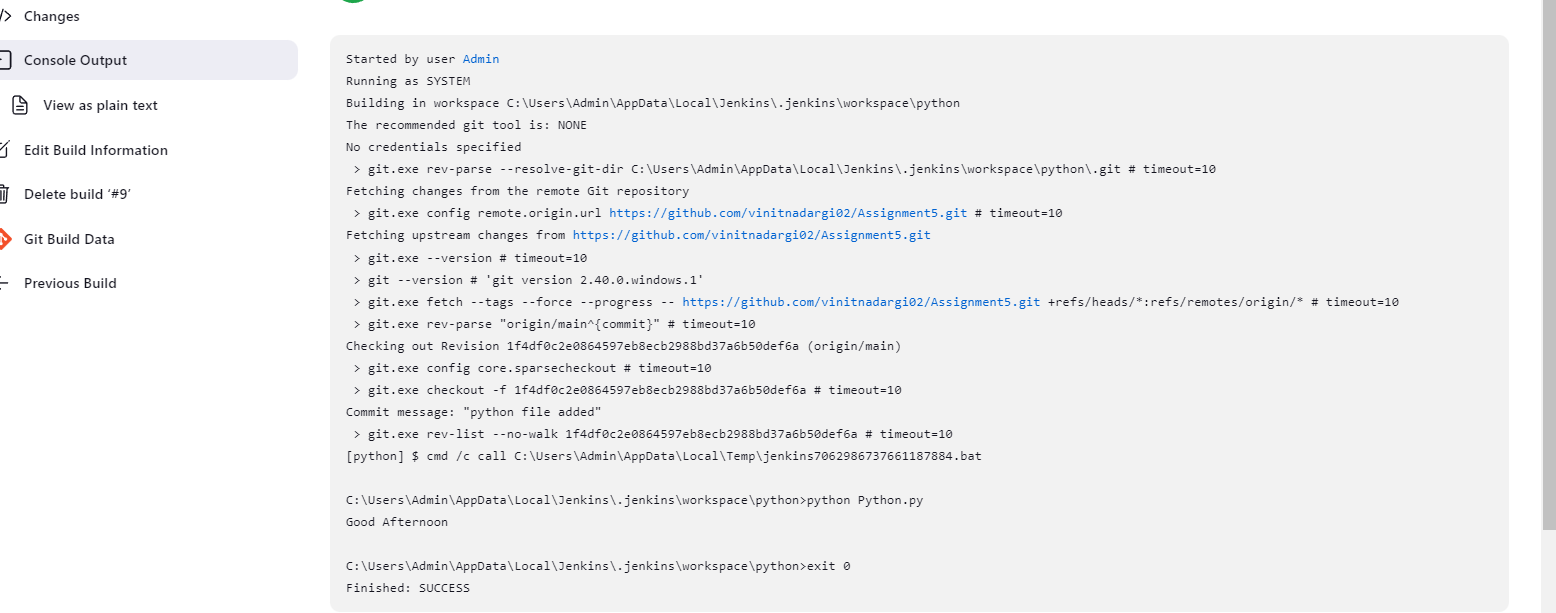 Changes
Console Output
View as plain text
Edit Build Information
Delete build ‘#9’
Git Build Data
Previous Build
Started by user Admin
Running as SYSTEM
Building in workspace C:\Users\Admin\AppData\Local\Jenkins\.jenkins\workspace\python
The recommended git tool is: NONE
No credentials specified
> git.exe rev-parse --resolve-git-dir C:\Users\Admin\AppData\Local\Jenkins\.jenkins\workspace\python\.git # timeout=10
Fetching changes from the remote Git repository
> git.exe config remote.origin.url https://github.com/vinitnadargi02/Assignment5.git # timeout=10
Fetching upstream changes from https://github.com/vinitnadargi02/Assignment5.git
> git.exe --version # timeout=10
> git --version # 'git version 2.40.0.windows.1'
> git.exe fetch --tags --force --progress -- https://github.com/vinitnadargi02/Assignment5.git +refs/heads/*:refs/remotes/origin/* # timeout=10
> git.exe rev-parse "origin/main^{commit}" # timeout=10
Checking out Revision 1f4df0c2e0864597eb8ecb2988bd37a6b50def6a (origin/main)
> git.exe config core.sparsecheckout # timeout=10
> git.exe checkout -f 1f4df0c2e0864597eb8ecb2988bd37a6b50def6a # timeout=10
Commit message: "python file added"
> git.exe rev-list --no-walk 1f4df0c2e0864597eb8ecb2988bd37a6b50def6a # timeout=10
[python] $ cmd /c call C:\Users\Admin\AppData\Local\Temp\jenkins7062986737661187884.bat
C:\Users\Admin\AppData\Local\Jenkins\.jenkins\workspace\python>python Python.py
Good Afternoon
C:\Users\Admin\AppData\Local\Jenkins\.jenkins\workspace\python>exit 0
Finished: SUCCESS